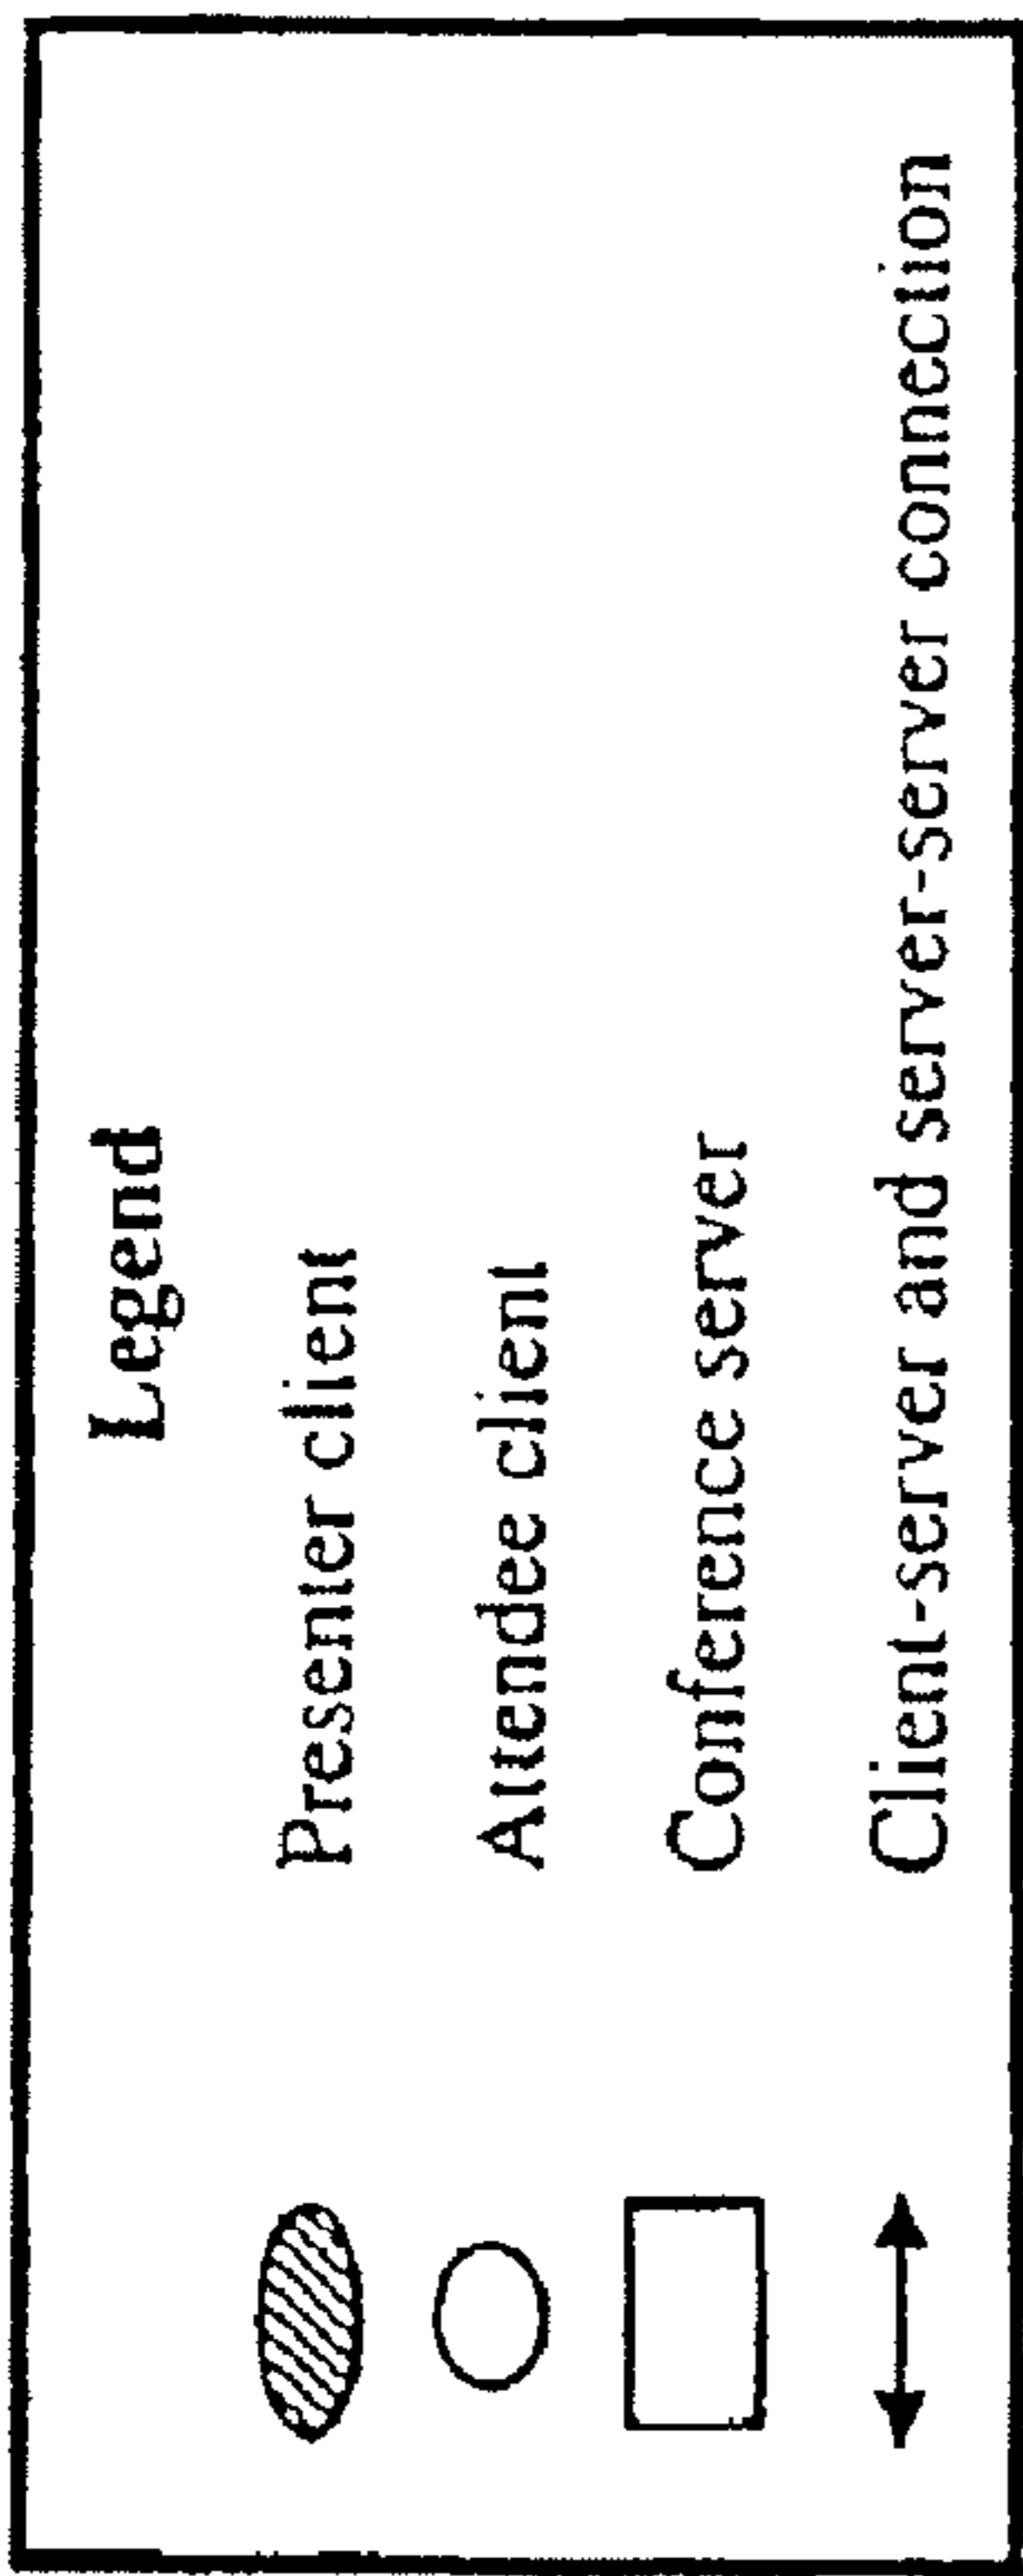 Legend
Presenter client
Attendee client
Conference server
Client-server and server-server connection